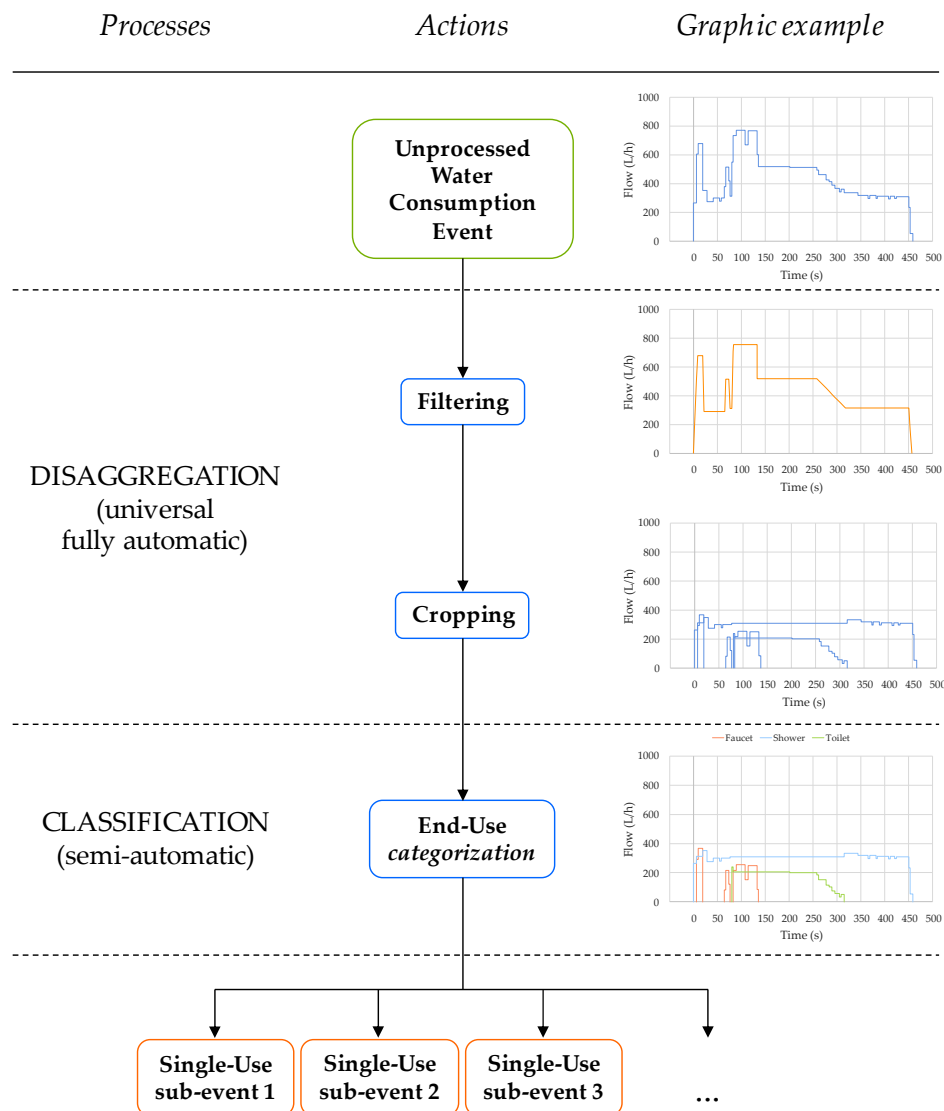 Processes Actions Graphic example
Unprocessed
Water
Consumption
Event
1000
800
600
400
200
0
Flow (L/h)
0 50 100 150 200 250 300 350 400 450 500
Time (s)
DISAGGREGATION
(universal
fully automatic)
Filtering
1000
800
600
400
200
0
Flow (L/h)
0 50 100 150 200 250 300 350 400 450 500
Time (s)
Cropping
1000
800
600
400
200
0
Flow (L/h)
0 50 100 150 200 250 300 350 400 450 500
Time (s)
CLASSIFICATION
(semi-automatic)
End-Use
categorization
Faucet Shower Toilet
1000
800
600
400
200
0
Flow (L/h)
0 50 100 150 200 250 300 350 400 450 500
Time (s)
Single-Use
sub-event 1
Single-Use
sub-event 2
Single-Use
sub-event 3
...